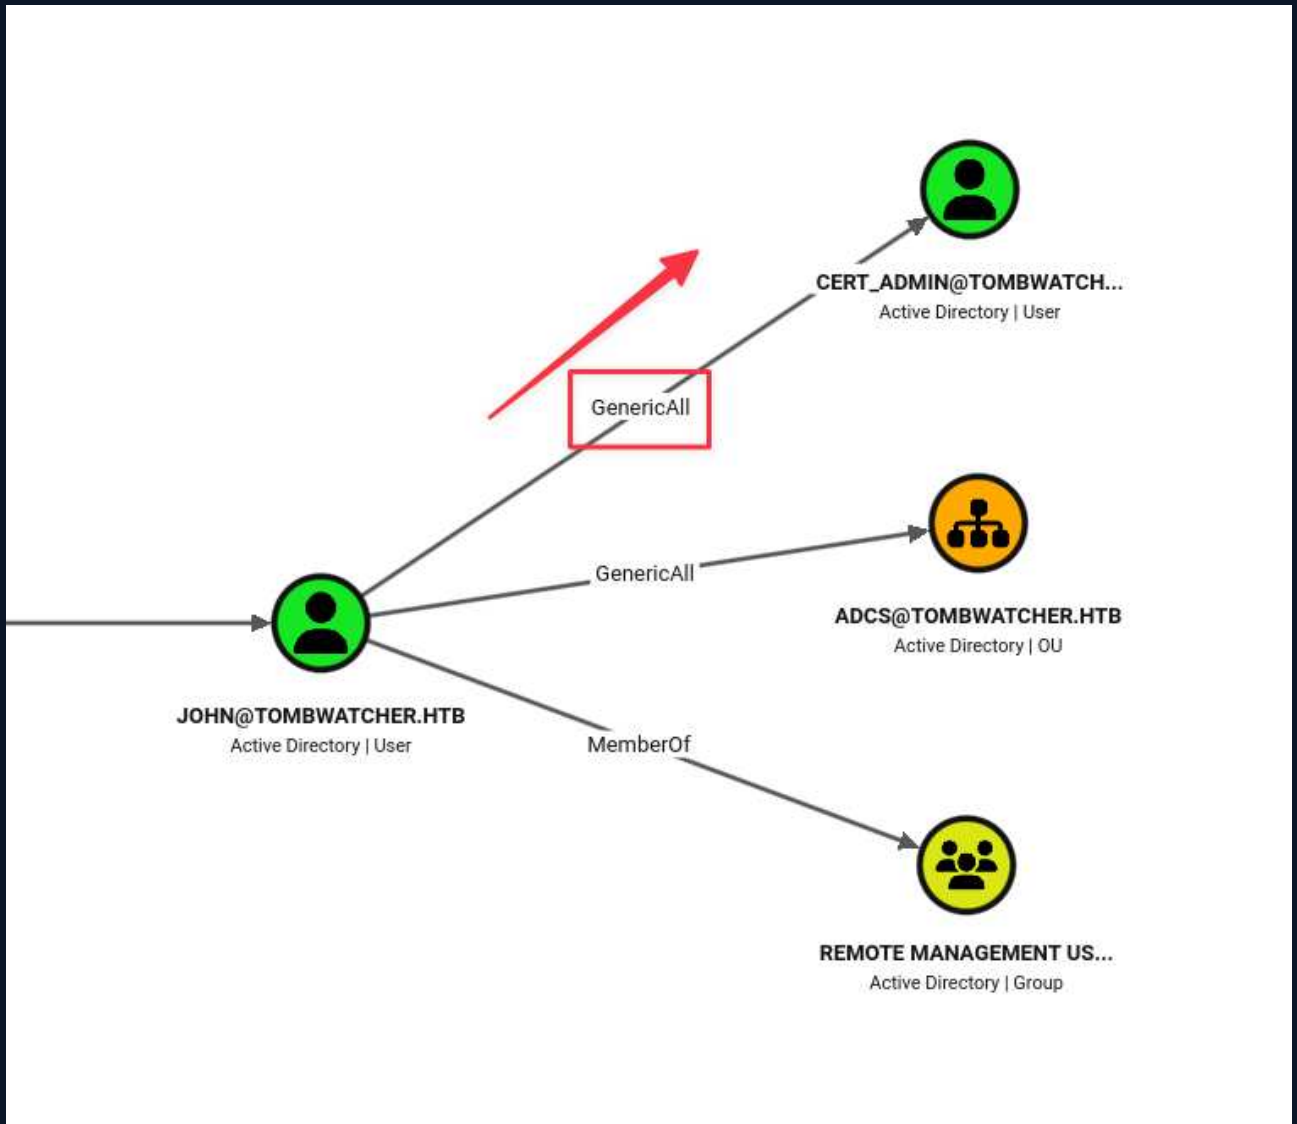 CERT_ADMIN@TOMBWATCH...
Active Directory | User
GenericAll
GenericAll
ADCS@TOMBWATCHER.HTB
Active Directory | OU
JOHN@TOMBWATCHER.HTB
Active Directory | User
MemberOf
REMOTE MANAGEMENT US...
Active Directory | Group